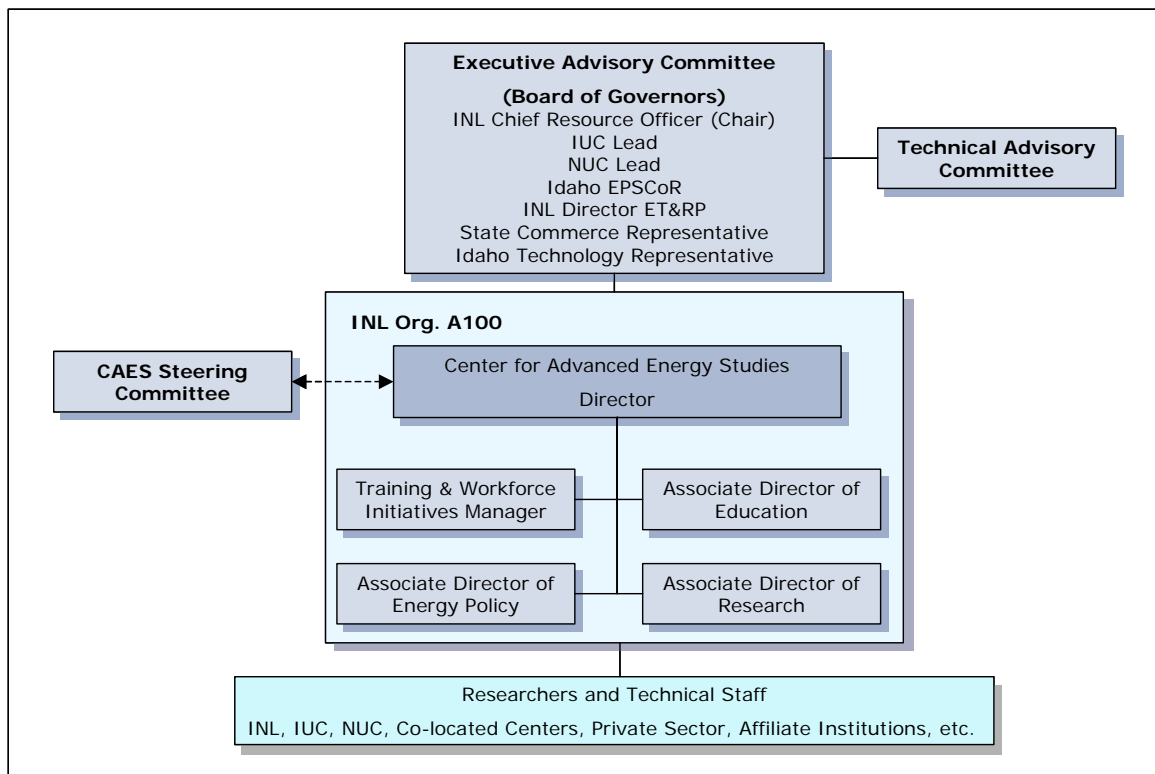 Executive Advisory Committee
(Board of Governors)
INL Chief Resource Officer (Chair)
IUC Lead
NUC Lead
Idaho EPSCoR
INL Director ET&RP
State Commerce Representative
Idaho Technology Representative
Technical Advisory
Committee
INL Org. A100
CAES Steering
Committee
Center for Advanced Energy Studies
Director
Training & Workforce
Initiatives Manager
Associate Director of
Education
Associate Director of
Energy Policy
Associate Director of
Research
Researchers and Technical Staff
INL, IUC, NUC, Co-located Centers, Private Sector, Affiliate Institutions, etc.